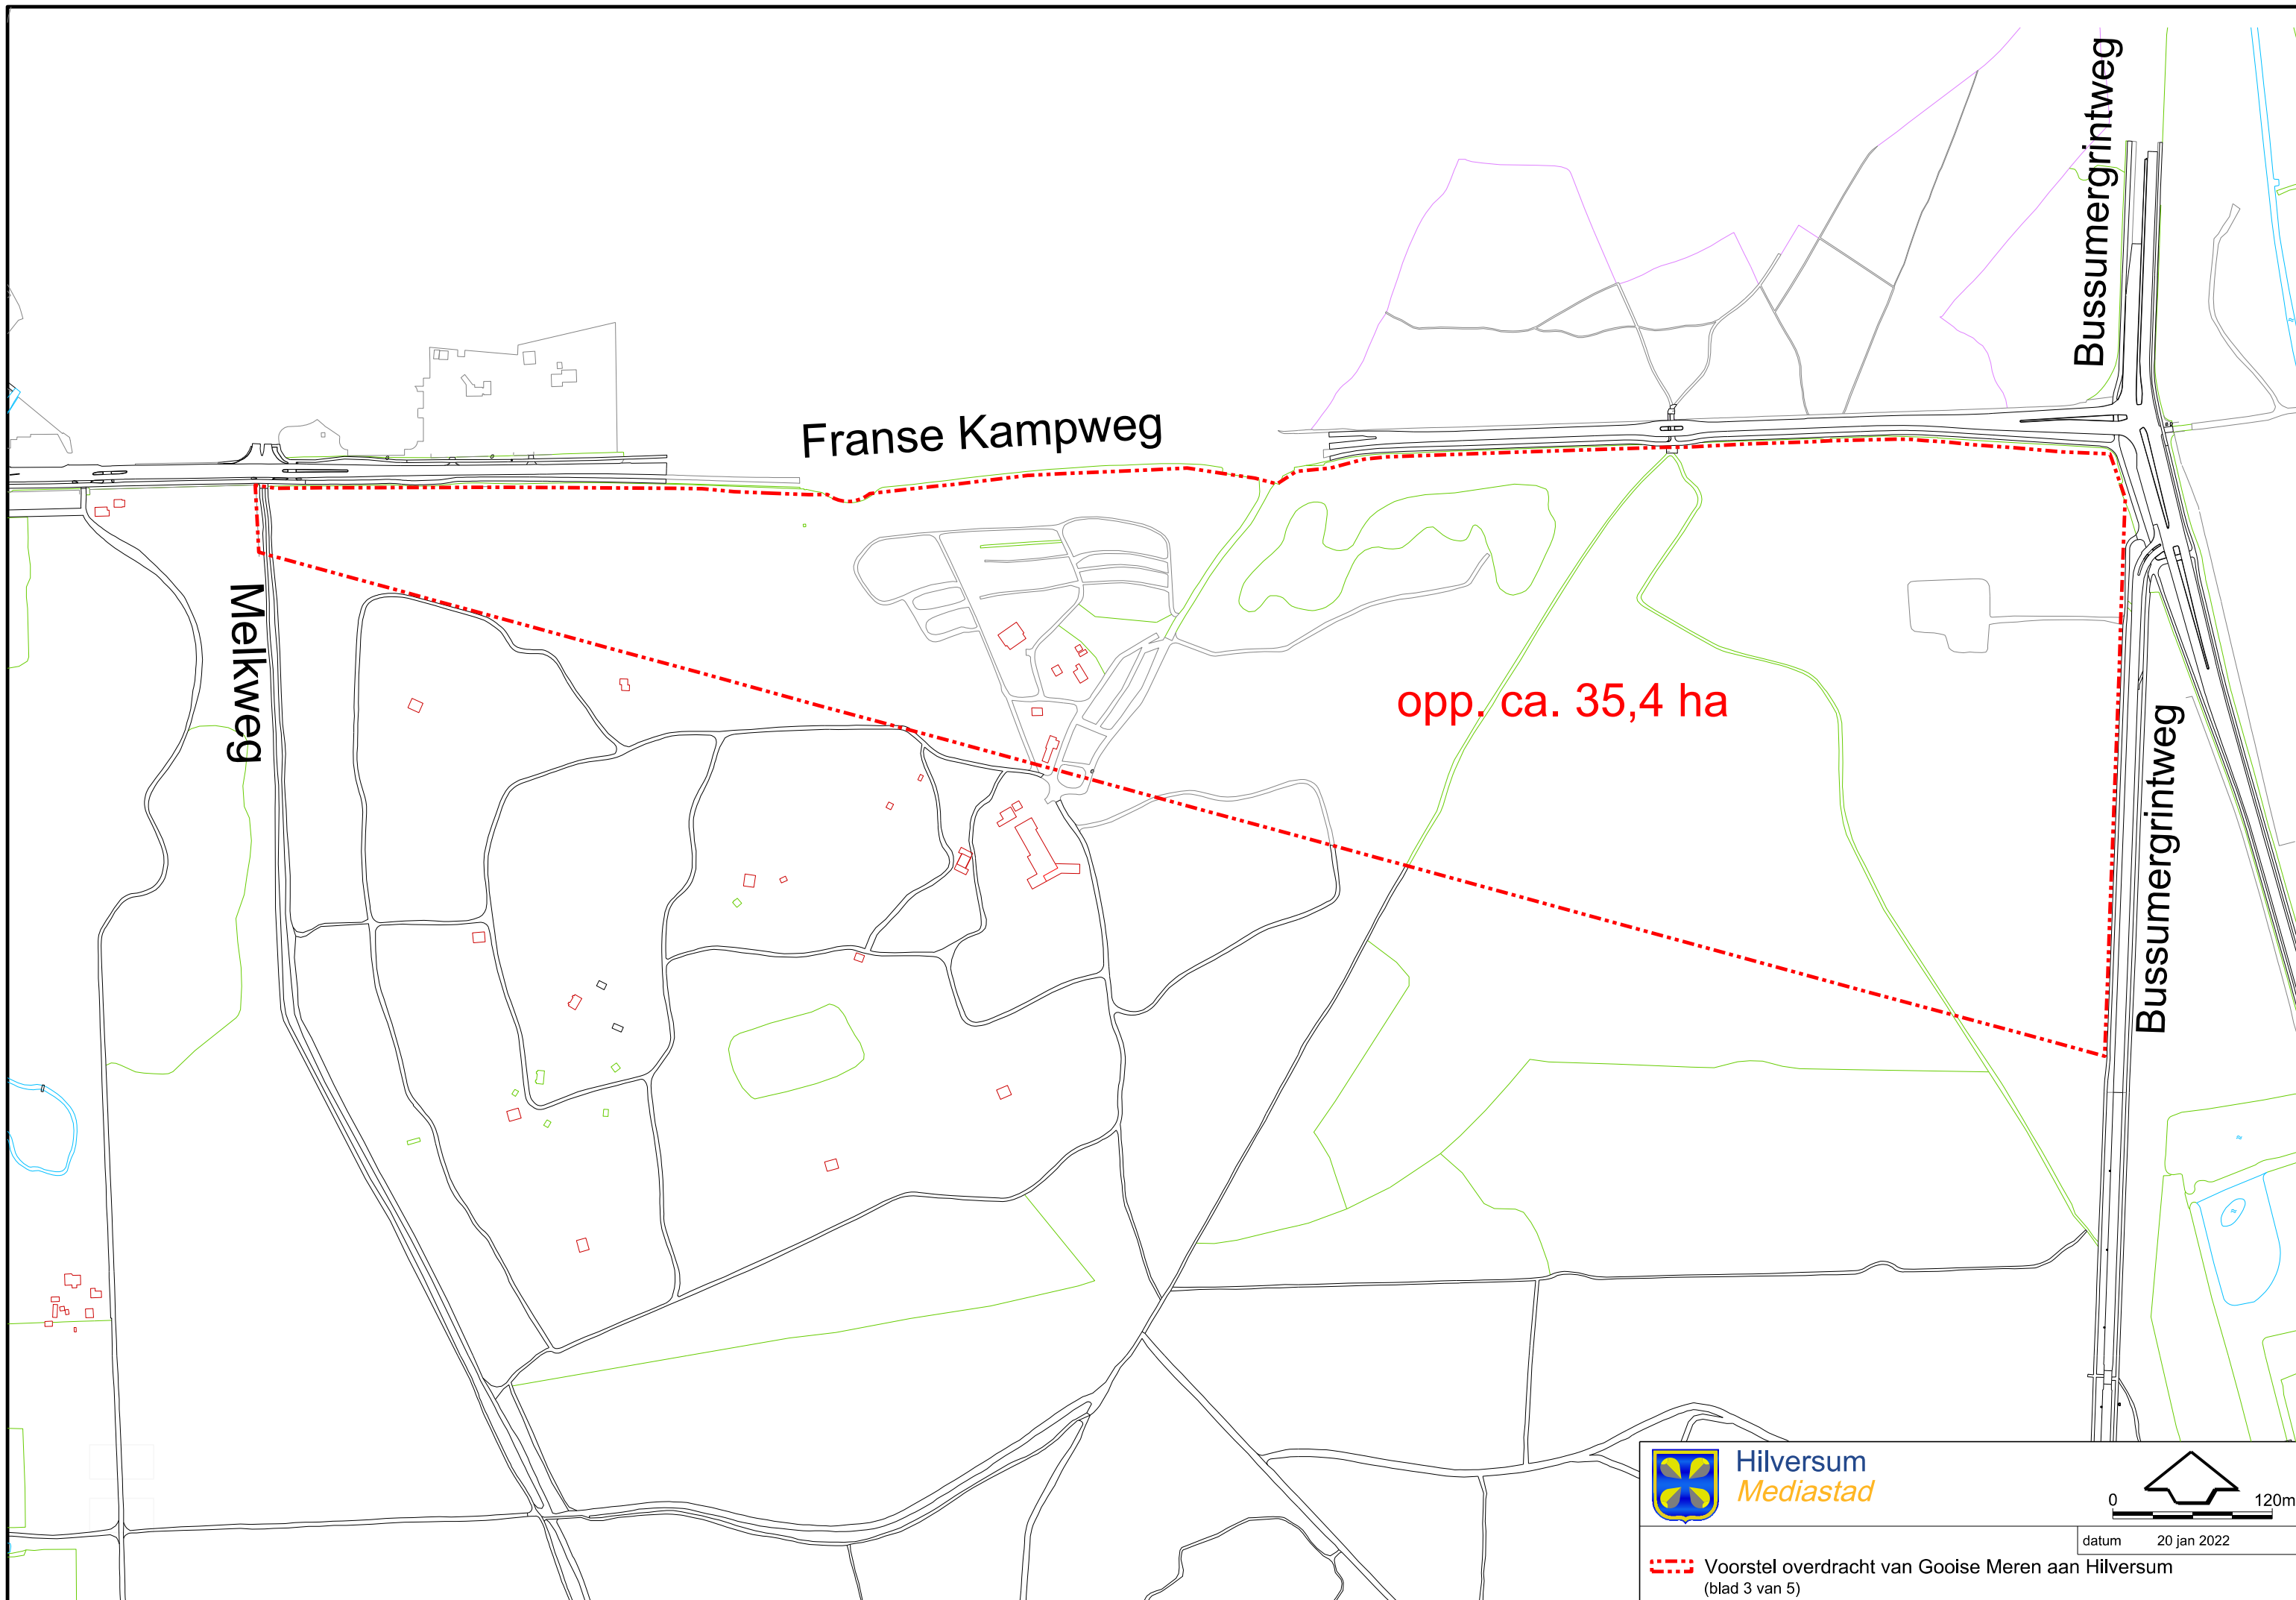 Bussumergrintweg
Franse Kampweg
Melkweg
opp. ca. 35,4 ha
Bussumergrintweg
Hilversum
Mediastad
0 120m
datum 20 jan 2022
Voorstel overdracht van Gooise Meren aan Hilversum
(blad 3 van 5)